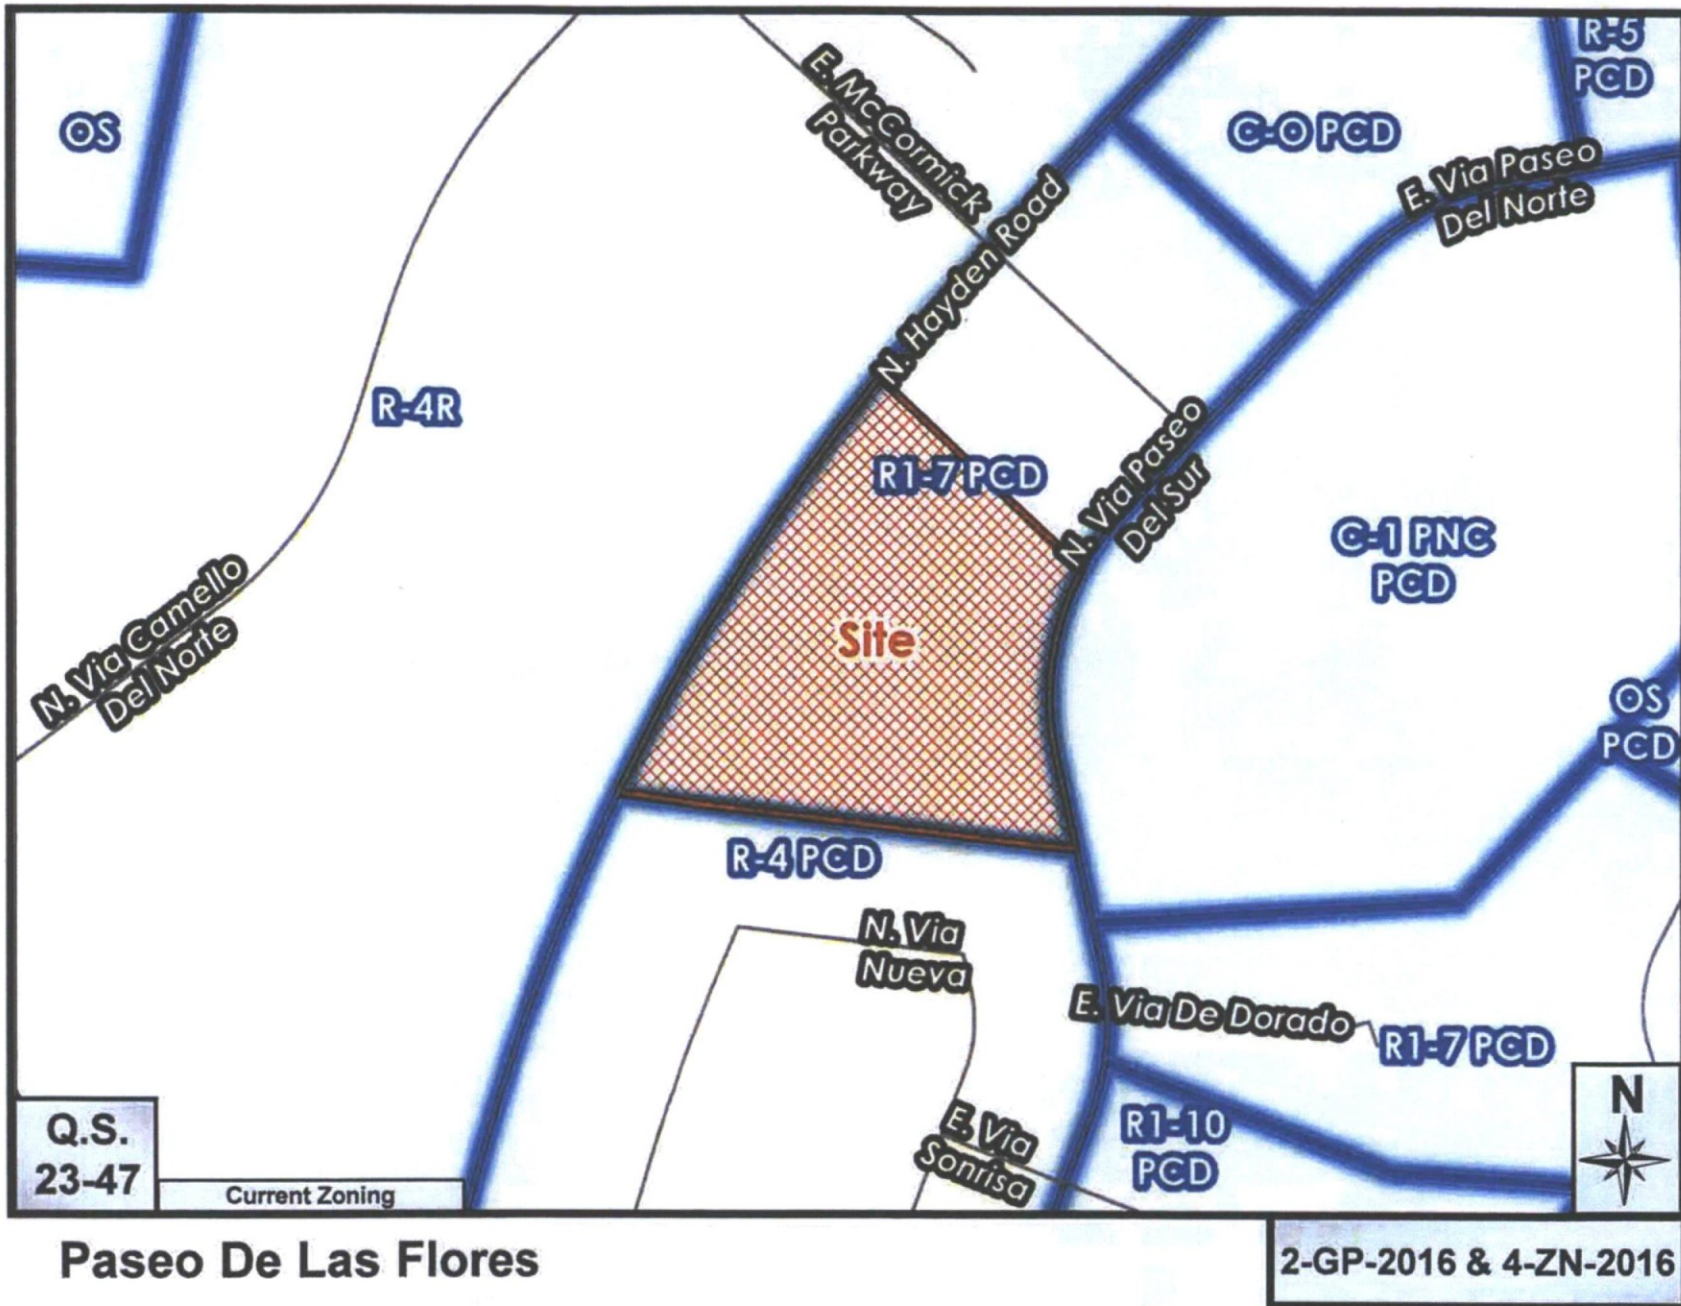 R-5
PCD
OS
C-O PCD
E. McCormick
Parkway
E. Via Paseo
Del Norte
N. Hayden Road
R-4R
R1-7 PCD
N. Via Paseo
Del Sur
C-1 PNC
PCD
Site
N. Via Camello
Del Norte
OS
PCD
R-4 PCD
N. Via
Nueva
E. Via De Dorado
R1-7 PCD
R1-10
PCD
E. Via
Sonrisa
N
Q.S.
23-47
Current Zoning
Paseo De Las Flores
2-GP-2016 & 4-ZN-2016